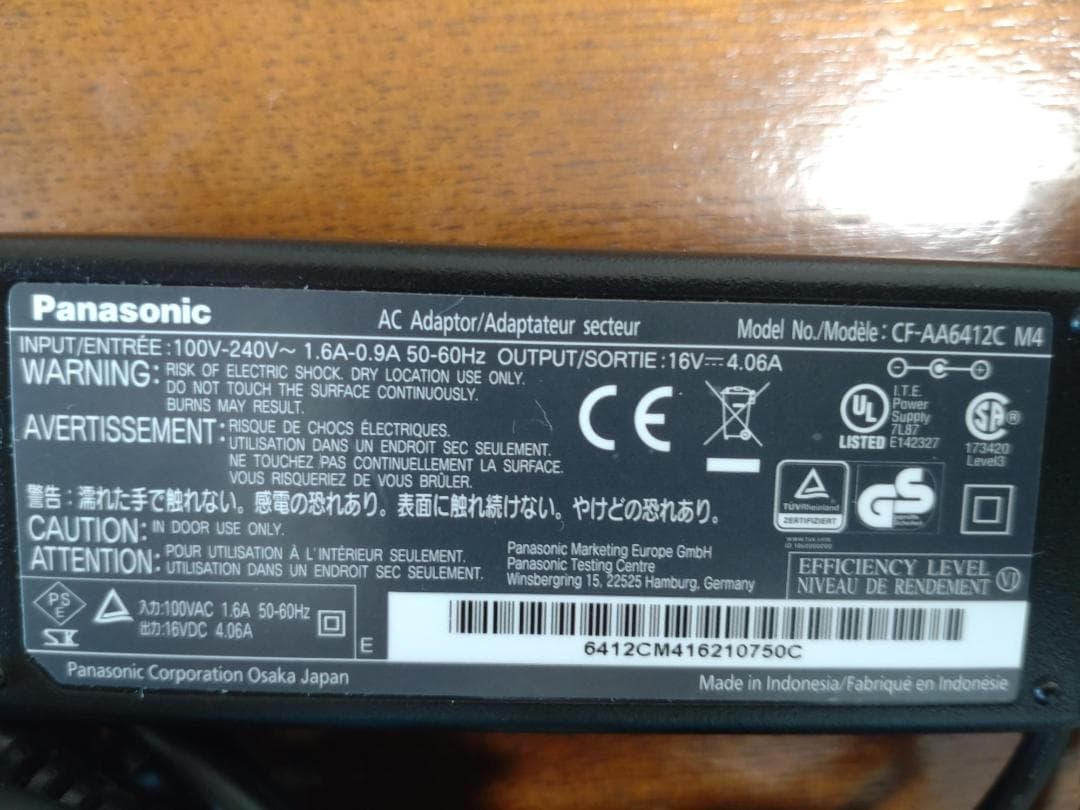 Panasonic
AC Adaptor/Adaptateur secteur
Model No./Modèle: CF-AA6412C M4
INPUT/ENTRÉE:100V-240V~ 1.6A-0.9A 50-60Hz OUTPUT/SORTIE:16V⎓4.06A
WARNING: RISK OF ELECTRIC SHOCK. DRY LOCATION USE ONLY.
DO NOT TOUCH THE SURFACE CONTINUOUSLY.
BURNS MAY RESULT.
AVERTISSEMENT: RISQUE DE CHOCS ÉLECTRIQUES.
UTILISATION DANS UN ENDROIT SEC SEULEMENT.
NE TOUCHEZ PAS CONTINUELLEMENT LA SURFACE.
VOUS RISQUERIEZ DE VOUS BRÛLER.
警告:濡れた手で触れない。感電の恐れあり。表面に触れ続けない。やけどの恐れあり。
CAUTION: IN DOOR USE ONLY.
ATTENTION: POUR UTILISATION À L'INTÉRIEUR SEULEMENT.
UTILISATION DANS UN ENDROIT SEC SEULEMENT.
CE
UL
LISTED
I.T.E.
Power
Supply
7L87
E142327
SA®
173420
Level3
TÜVRheinland
ZERTIFIZIERT
GS
www.tuv.com
Panasonic Marketing Europe GmbH
Panasonic Testing Centre
Winsbergring 15, 22525 Hamburg, Germany
EFFICIENCY LEVEL
NIVEAU DE RENDEMENT
VI
PS
E
入力:100VAC 1.6A 50-60Hz
出力:16VDC 4.06A
E
6412CM416210750C
Panasonic Corporation Osaka Japan
Made in Indonesia/Fabriqué en Indonésie